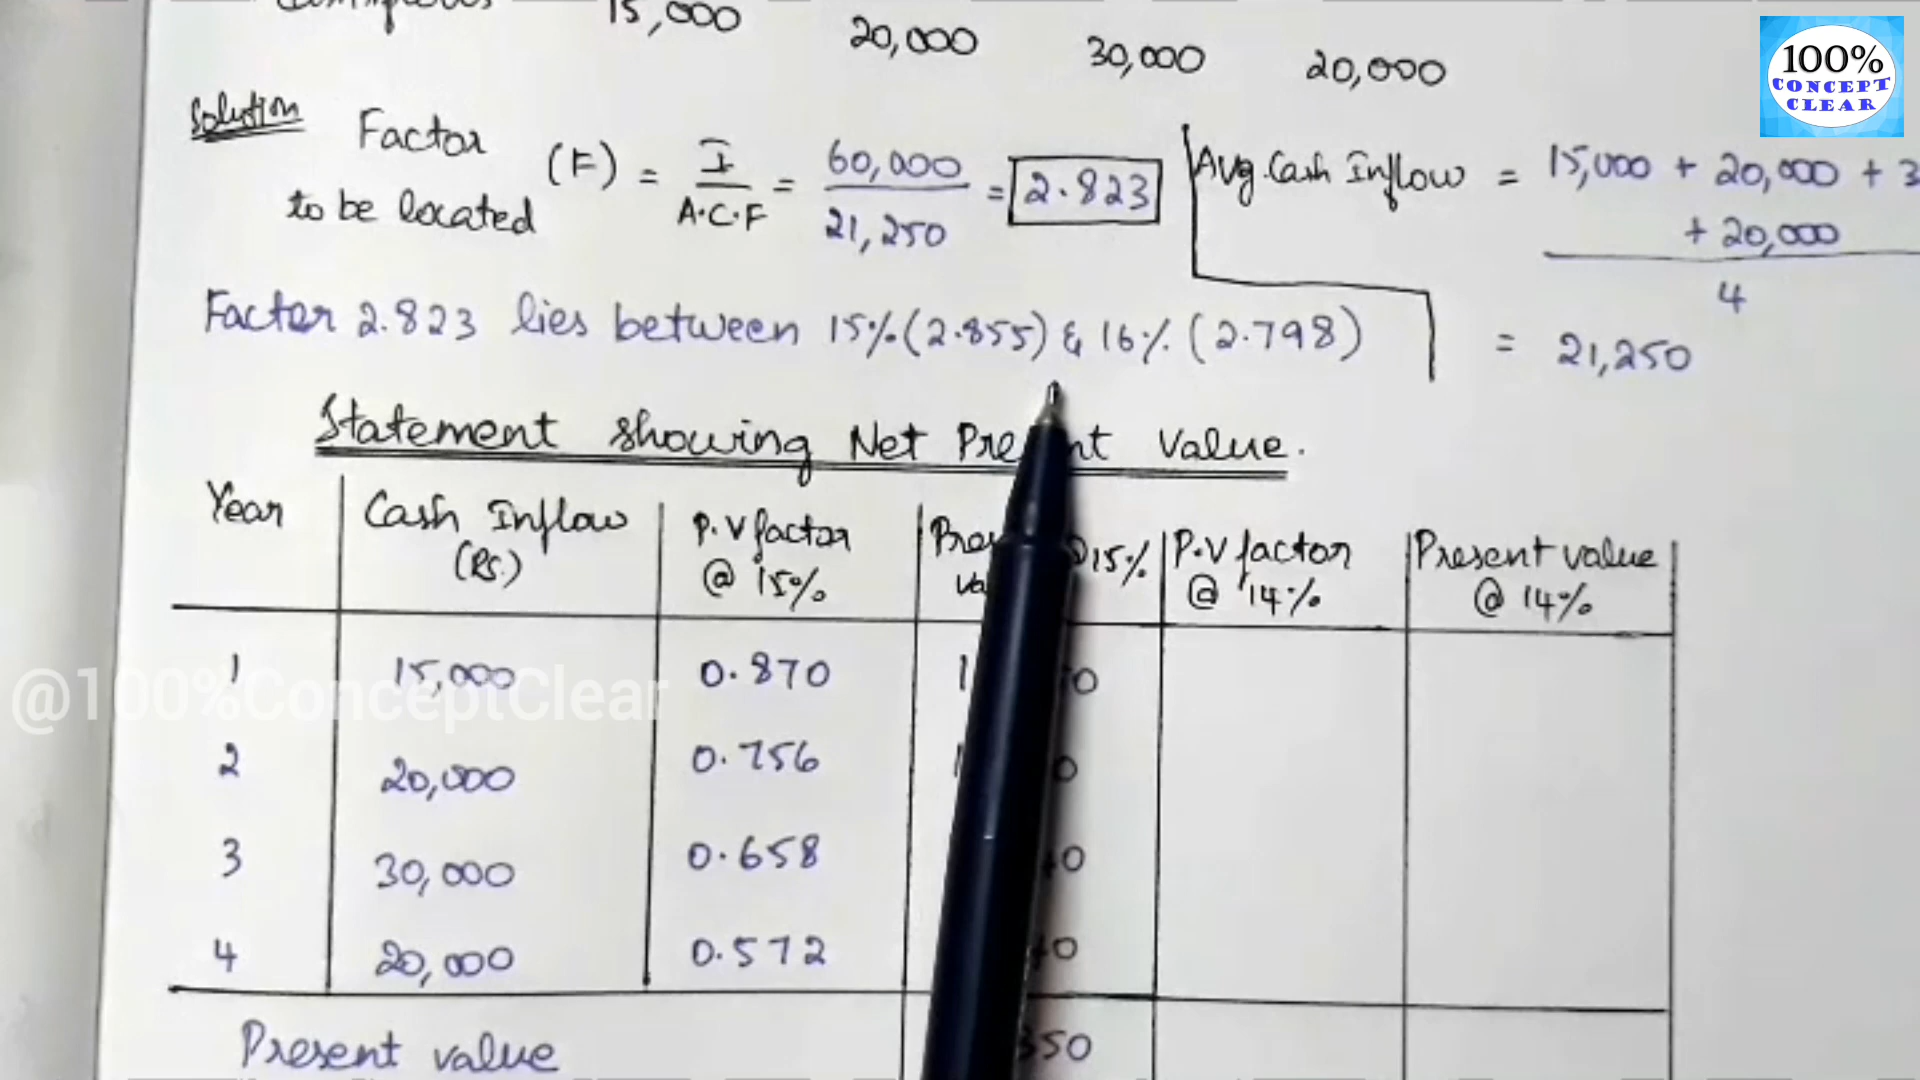 15,000 20,000 30,000 20,000
100%
CONCEPT
CLEAR
Solution Factor
to be located
(F) = I / A.C.F = 60,000 / 21,250 = 2.823
Avg. Cash Inflow = 15,000 + 20,000 + 3
+ 20,000
4
= 21,250
Factor 2.823 lies between 15% (2.855) & 16% (2.798)
Statement showing Net Value.
Year Cash Inflow (Rs.) P.V factor @ 15% @15% P.V factor @ 14% Present value @ 14%
1 15,000 0.870
2 20,000 0.756
3 30,000 0.658
4 20,000 0.572
Present value
@100%ConceptClear